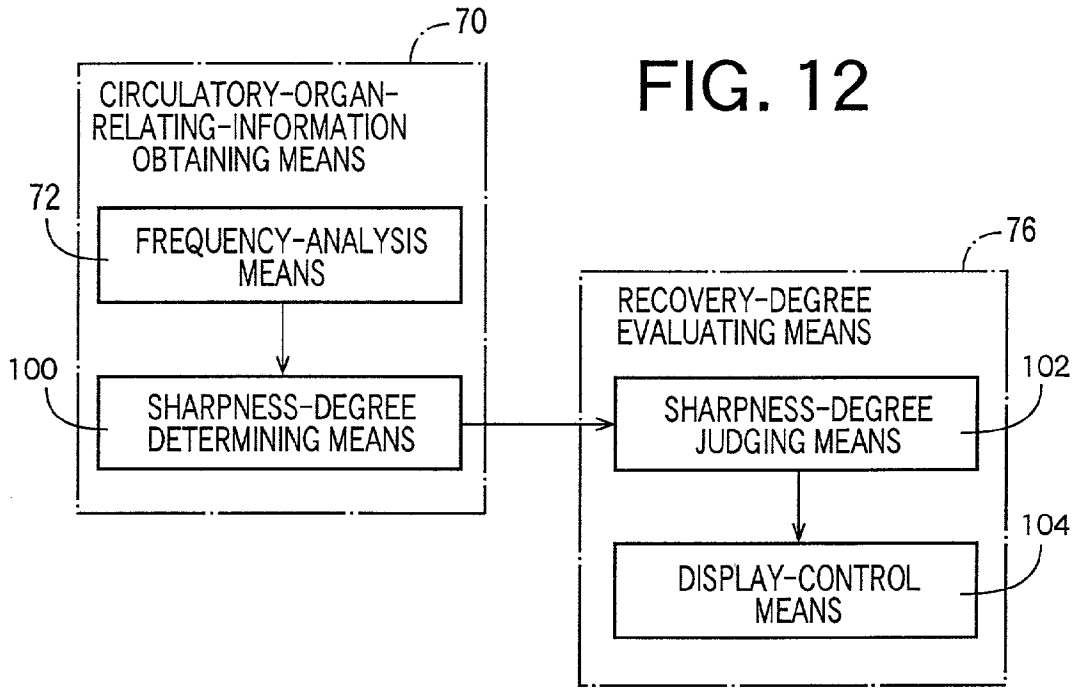 FIG. 12
70
CIRCULATORY-ORGAN-
RELATING-INFORMATION
OBTAINING MEANS
72
FREQUENCY-ANALYSIS
MEANS
100
SHARPNESS-DEGREE
DETERMINING MEANS
76
RECOVERY-DEGREE
EVALUATING MEANS
102
SHARPNESS-DEGREE
JUDGING MEANS
104
DISPLAY-CONTROL
MEANS